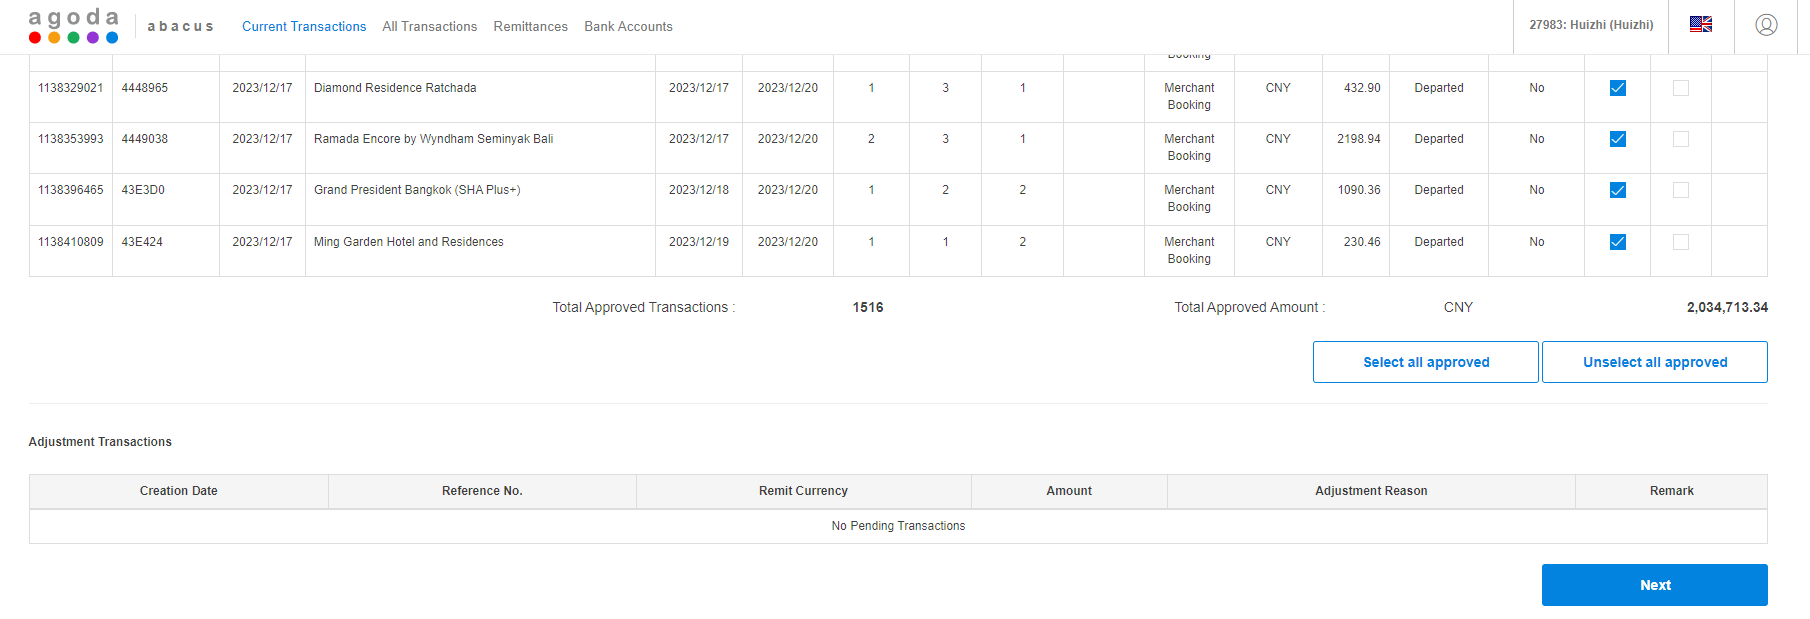 agoda abacus Current Transactions All Transactions Remittances Bank Accounts 27983: Huizhi (Huizhi)
Booking
1138329021 4448965 2023/12/17 Diamond Residence Ratchada 2023/12/17 2023/12/20 1 3 1 Merchant Booking CNY 432.90 Departed No
1138353993 4449038 2023/12/17 Ramada Encore by Wyndham Seminyak Bali 2023/12/17 2023/12/20 2 3 1 Merchant Booking CNY 2198.94 Departed No
1138396465 43E3D0 2023/12/17 Grand President Bangkok (SHA Plus+) 2023/12/18 2023/12/20 1 2 2 Merchant Booking CNY 1090.36 Departed No
1138410809 43E424 2023/12/17 Ming Garden Hotel and Residences 2023/12/19 2023/12/20 1 1 2 Merchant Booking CNY 230.46 Departed No
Total Approved Transactions : 1516 Total Approved Amount : CNY 2,034,713.34
Select all approved Unselect all approved
Adjustment Transactions
Creation Date Reference No. Remit Currency Amount Adjustment Reason Remark
No Pending Transactions
Next